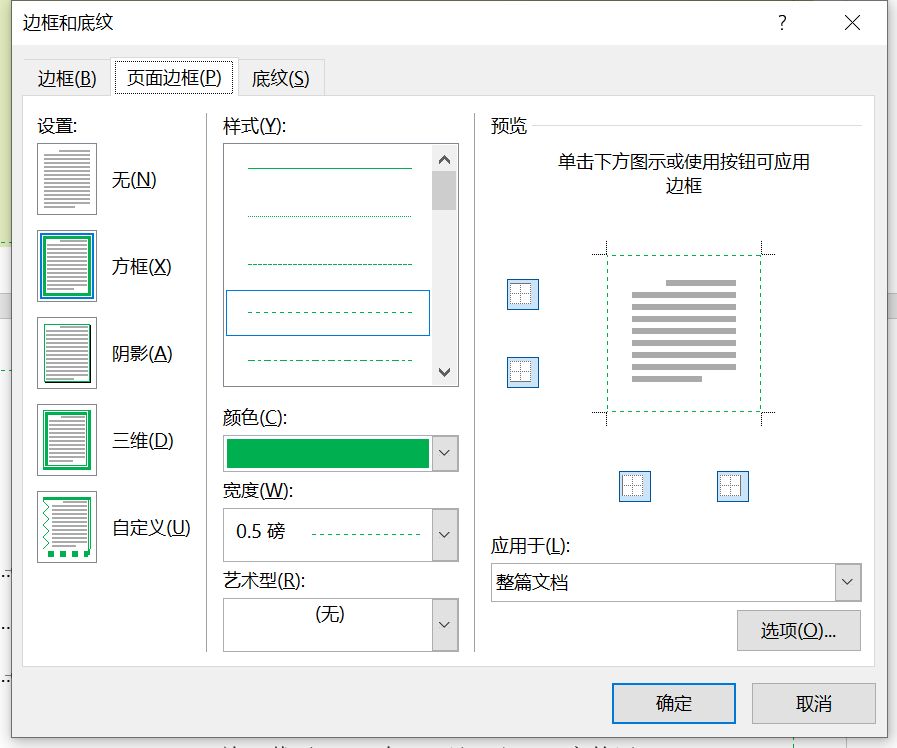 边框和底纹
?
边框(B)
页面边框(P)
底纹(S)
设置:
无(N)
方框(X)
阴影(A)
三维(D)
自定义(U)
样式(Y):
颜色(C):
宽度(W):
0.5 磅
艺术型(R):
(无)
预览
单击下方图示或使用按钮可应用
边框
应用于(L):
整篇文档
选项(O)...
确定
取消